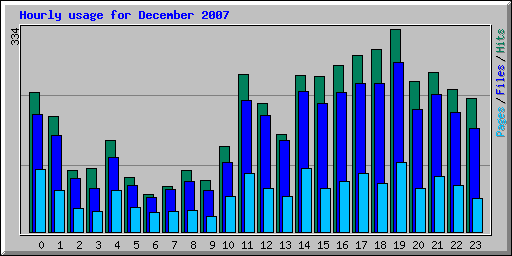 Hourly usage for December 2007
334
Pages / Files / Hits
0 1 2 3 4 5 6 7 8 9 10 11 12 13 14 15 16 17 18 19 20 21 22 23